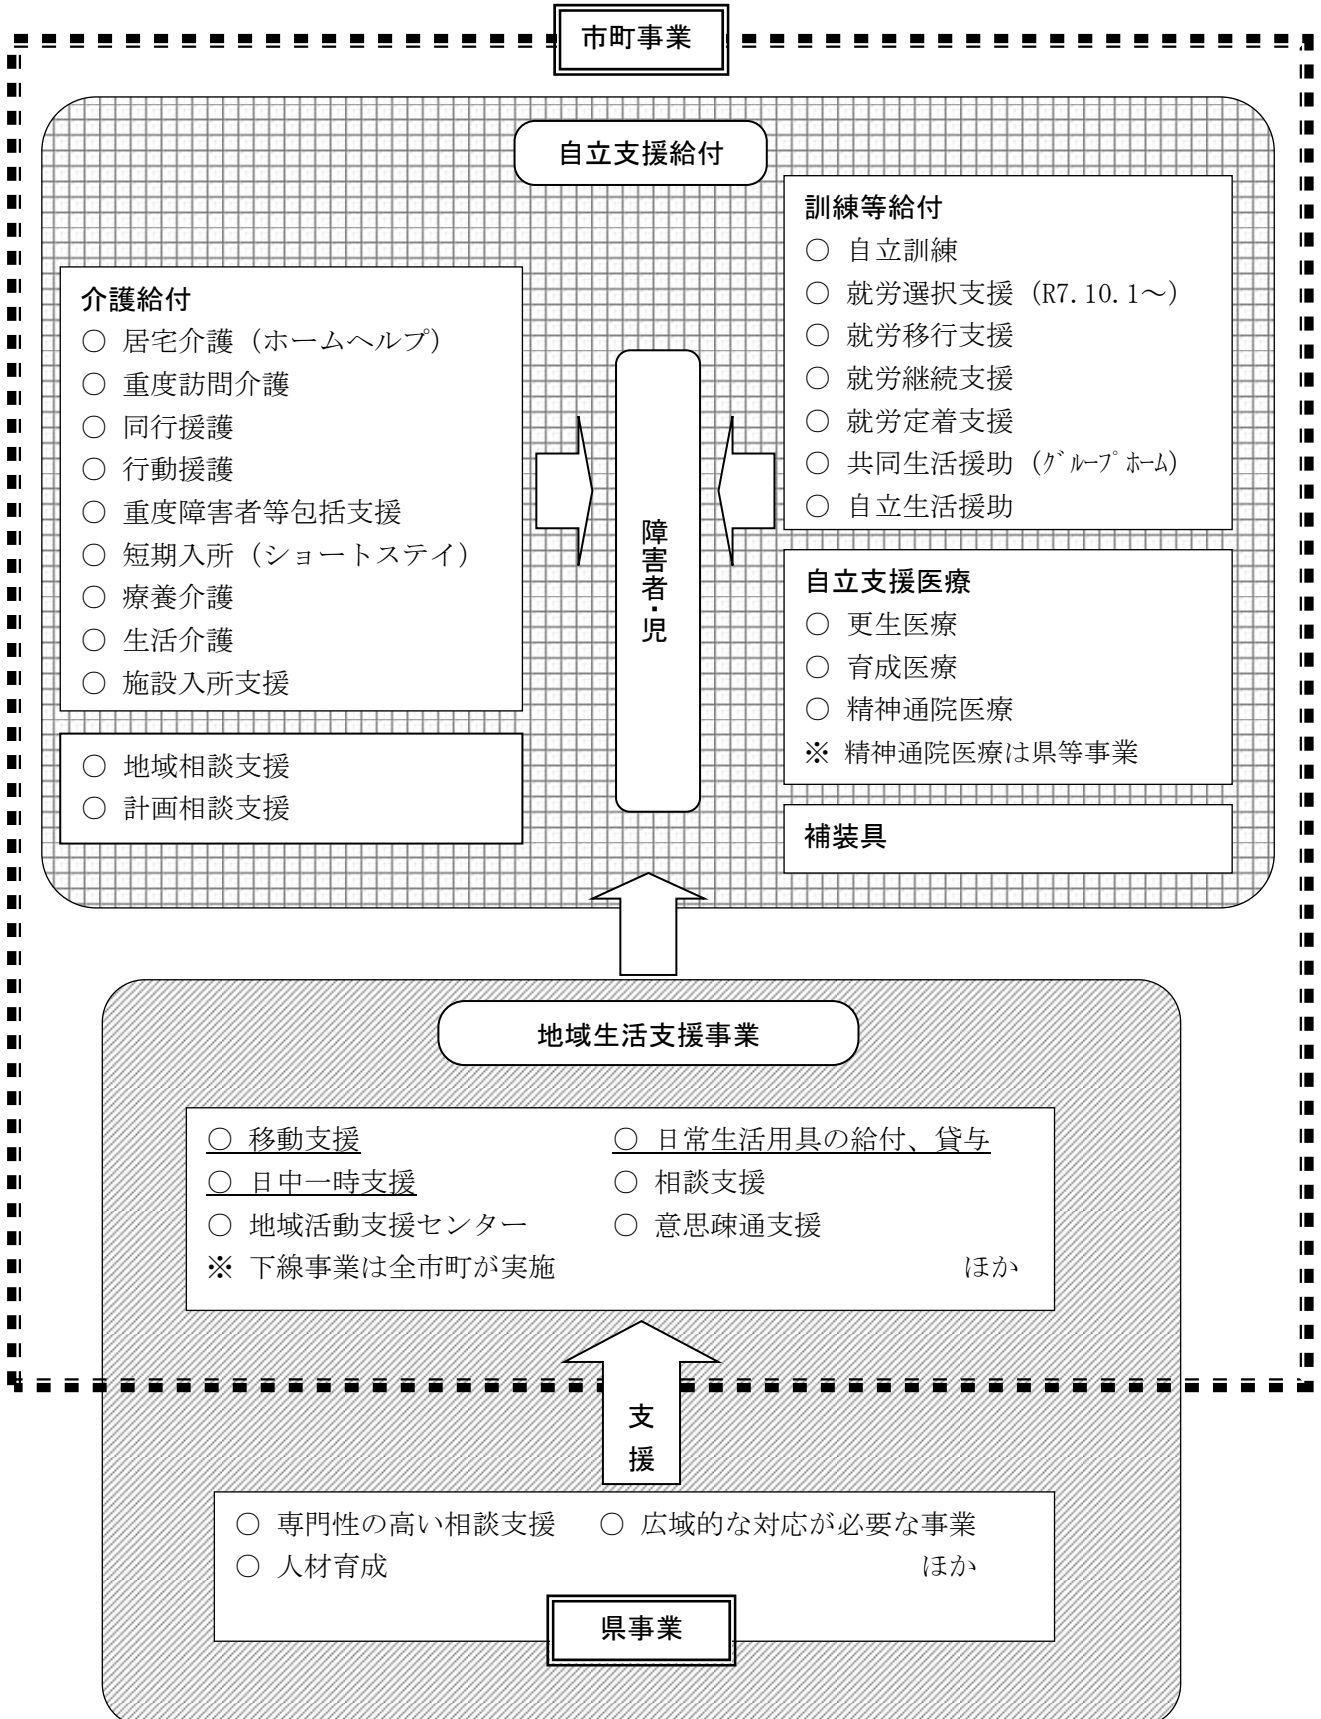 市町事業
自立支援給付
介護給付
○ 居宅介護（ホームヘルプ）
○ 重度訪問介護
○ 同行援護
○ 行動援護
○ 重度障害者等包括支援
○ 短期入所（ショートステイ）
○ 療養介護
○ 生活介護
○ 施設入所支援
○ 地域相談支援
○ 計画相談支援
障害者・児
訓練等給付
○ 自立訓練
○ 就労選択支援（R7.10.1～）
○ 就労移行支援
○ 就労継続支援
○ 就労定着支援
○ 共同生活援助（ｸﾞﾙｰﾌﾟﾎｰﾑ）
○ 自立生活援助
自立支援医療
○ 更生医療
○ 育成医療
○ 精神通院医療
※ 精神通院医療は県等事業
補装具
地域生活支援事業
○ 移動支援　○ 日常生活用具の給付、貸与
○ 日中一時支援　○ 相談支援
○ 地域活動支援センター　○ 意思疎通支援
※ 下線事業は全市町が実施　ほか
支援
○ 専門性の高い相談支援　○ 広域的な対応が必要な事業
○ 人材育成　ほか
県事業